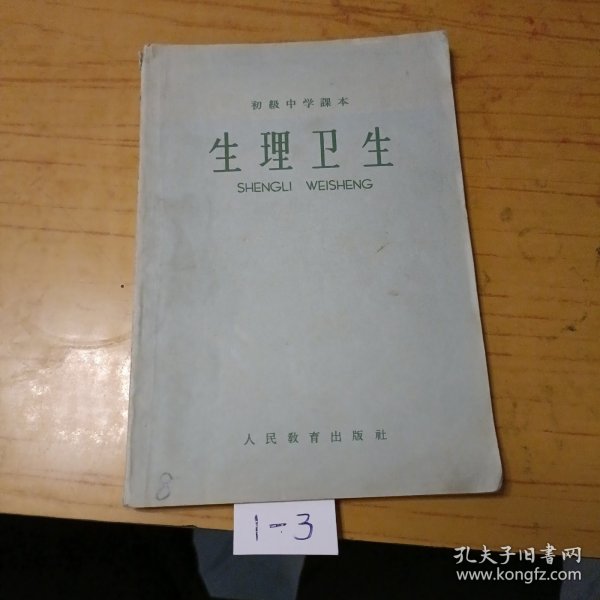 初級中学課本
生理卫生
SHENGLI WEISHENG
人民教育出版社
8
1-3
孔夫子旧书网
www.kongfz.com